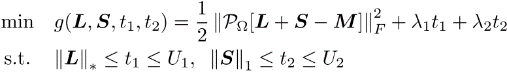 min g(L, S, t₁, t₂) = 1/2 ‖P_Ω[L + S − M]‖²_F + λ₁t₁ + λ₂t₂
s.t. ‖L‖_* ≤ t₁ ≤ U₁, ‖S‖₁ ≤ t₂ ≤ U₂